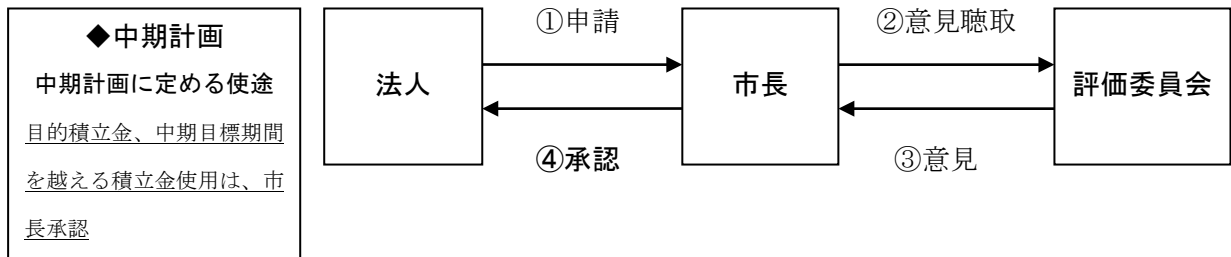 ◆中期計画
中期計画に定める使途
目的積立金、中期目標期間
を越える積立金使用は、市
長承認
①申請
②意見聴取
法人
市長
評価委員会
④承認
③意見